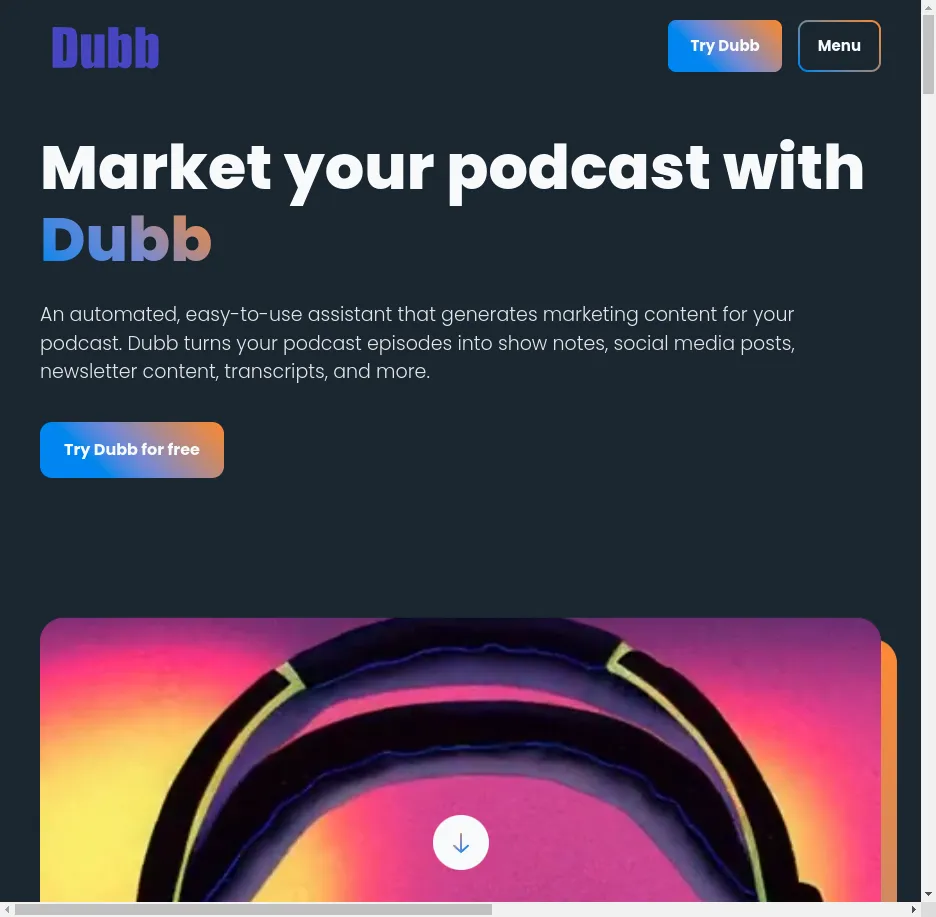 Dubb
Try Dubb
Menu
Market your podcast with
Dubb
An automated, easy-to-use assistant that generates marketing content for your
podcast. Dubb turns your podcast episodes into show notes, social media posts,
newsletter content, transcripts, and more.
Try Dubb for free